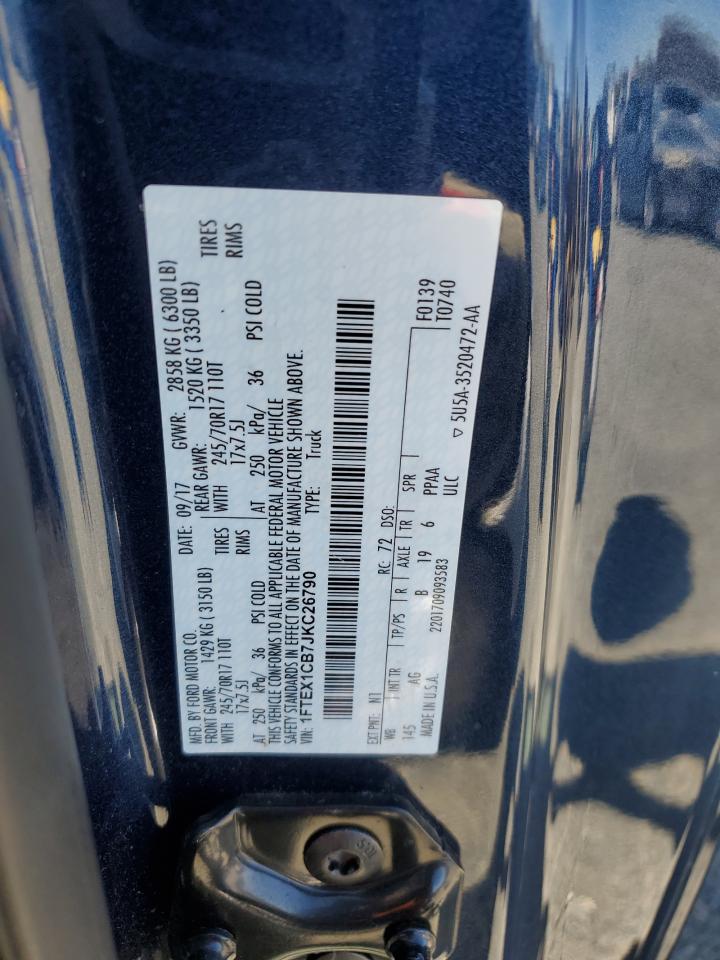 MFD. BY FORD MOTOR CO. DATE: 09/17 GVWR: 2858 KG ( 6300 LB)
FRONT GAWR: 1429 KG ( 3150 LB) REAR GAWR: 1520 KG ( 3350 LB)
WITH 245/70R17 110T TIRES WITH 245/70R17 110T TIRES
17x7.5J RIMS 17x7.5J RIMS
AT 250 kPa/ 36 PSI COLD AT 250 kPa/ 36 PSI COLD
THIS VEHICLE CONFORMS TO ALL APPLICABLE FEDERAL MOTOR VEHICLE
SAFETY STANDARDS IN EFFECT ON THE DATE OF MANUFACTURE SHOWN ABOVE.
VIN: 1FTEX1CB7JKC26790 TYPE: Truck
EXT PNT: N1 RC: 72 DSO: F0139
WB INT TR TP/PS R AXLE TR SPR T0740
145 AG B 19 6 PPAA
MADE IN U.S.A. 2201709093583 ULC ▽ 5U5A-3520472-AA